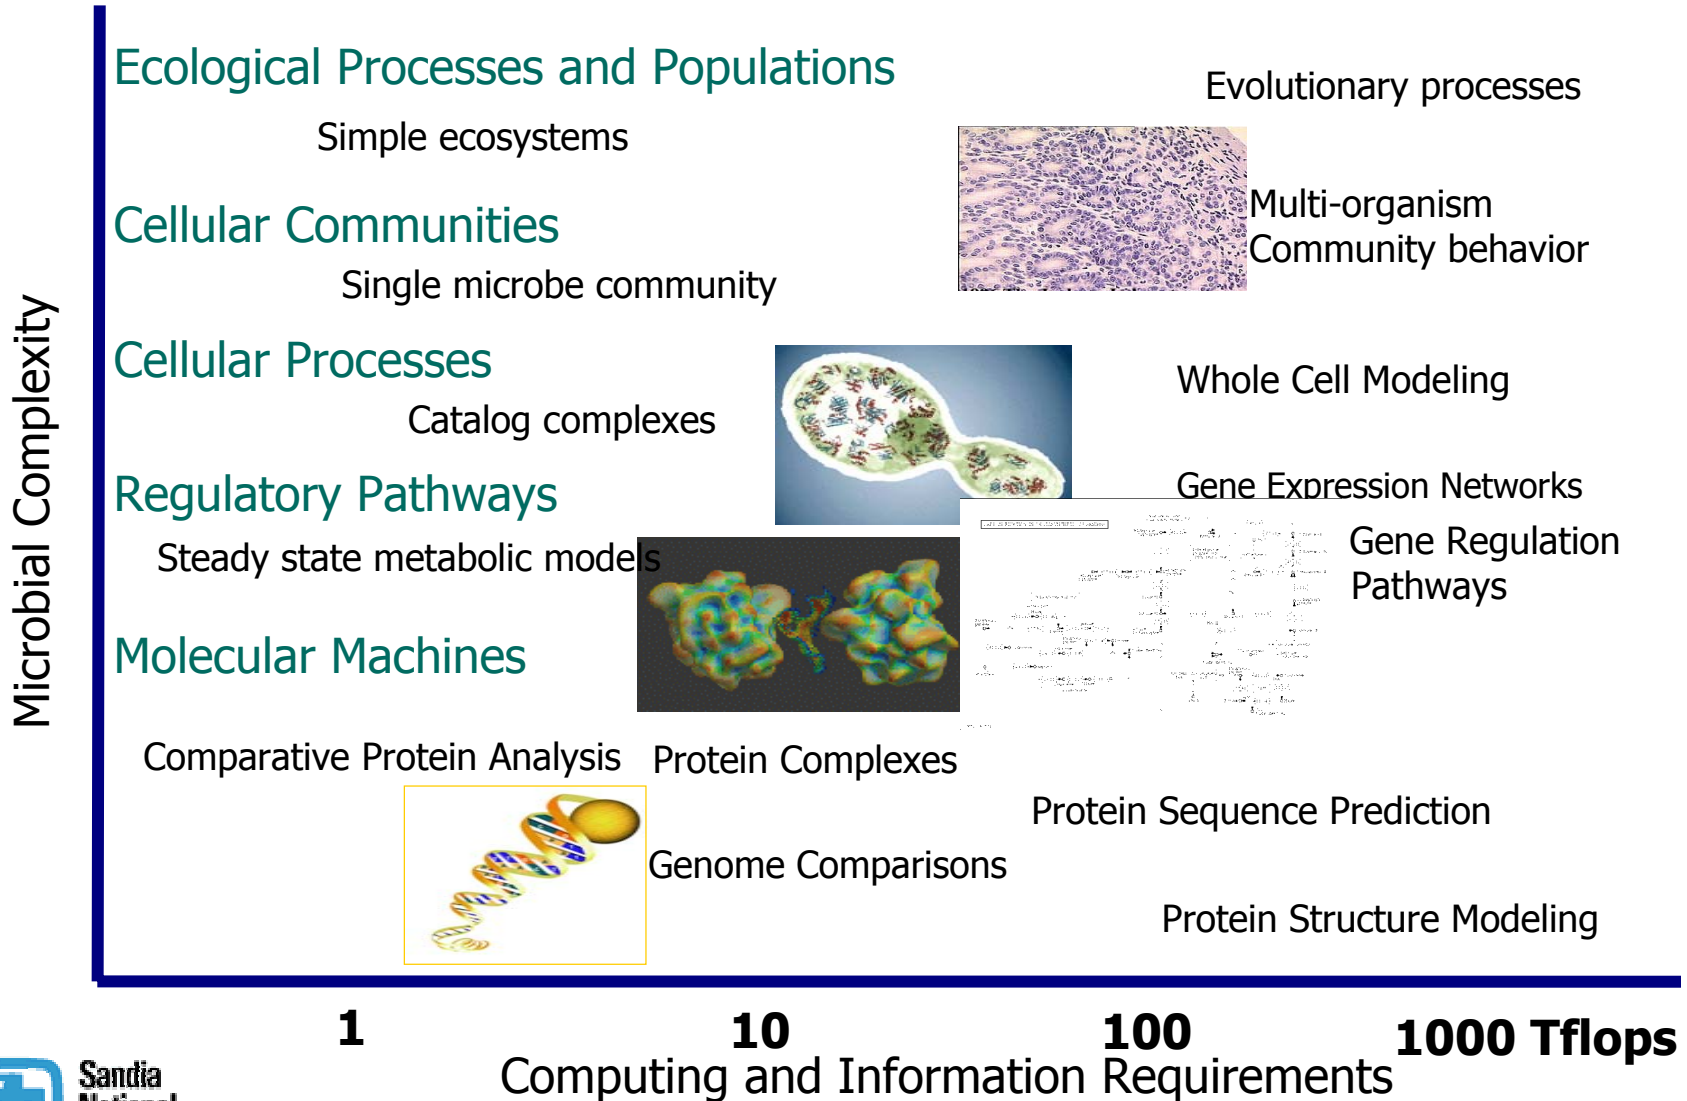 Ecological Processes and Populations
Evolutionary processes
Simple ecosystems
Multi-organism
Community behavior
Cellular Communities
Single microbe community
Cellular Processes
Whole Cell Modeling
Catalog complexes
Regulatory Pathways
Gene Expression Networks
Gene Regulation
Pathways
Steady state metabolic models
Molecular Machines
Comparative Protein Analysis
Protein Complexes
Protein Sequence Prediction
Genome Comparisons
Protein Structure Modeling
Microbial Complexity
1 10 100 1000 Tflops
Computing and Information Requirements
Sandia
National